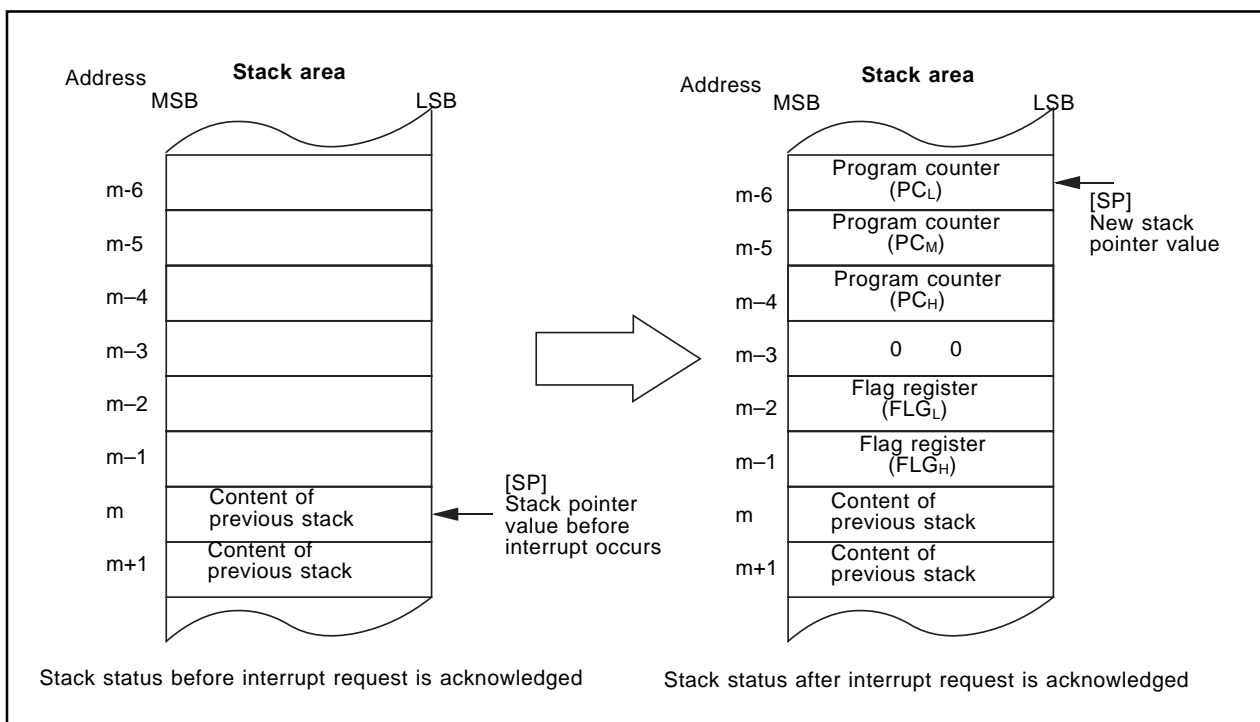 Stack area
Address
MSB
LSB
m-6
m-5
m–4
m–3
m–2
m–1
m
Content of
previous stack
m+1
Content of
previous stack
[SP]
Stack pointer
value before
interrupt occurs
Stack status before interrupt request is acknowledged
Stack area
Address
MSB
LSB
m-6
Program counter
(PCL)
[SP]
New stack
pointer value
m-5
Program counter
(PCM)
m–4
Program counter
(PCH)
m–3
0 0
m–2
Flag register
(FLGL)
m–1
Flag register
(FLGH)
m
Content of
previous stack
m+1
Content of
previous stack
Stack status after interrupt request is acknowledged